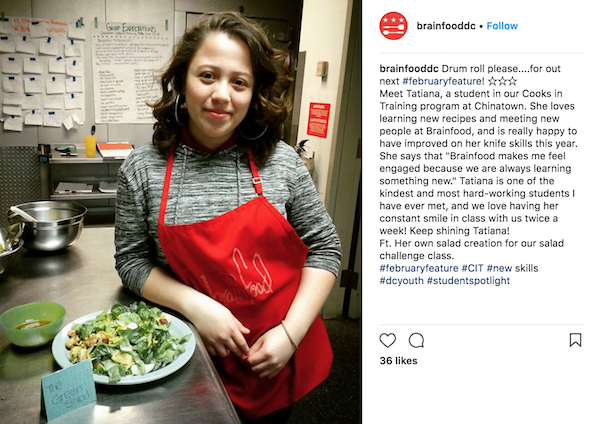 GROUP EXPECTATIONS
The
Salad
brainfooddc • Follow
brainfooddc Drum roll please....for out
next #februaryfeature! ☆☆☆
Meet Tatiana, a student in our Cooks in
Training program at Chinatown. She loves
learning new recipes and meeting new
people at Brainfood, and is really happy to
have improved on her knife skills this year.
She says that "Brainfood makes me feel
engaged because we are always learning
something new." Tatiana is one of the
kindest and most hard-working students I
have ever met, and we love having her
constant smile in class with us twice a
week! Keep shining Tatiana!
Ft. Her own salad creation for our salad
challenge class.
#februaryfeature #CIT #new skills
#dcyouth #studentspotlight
36 likes